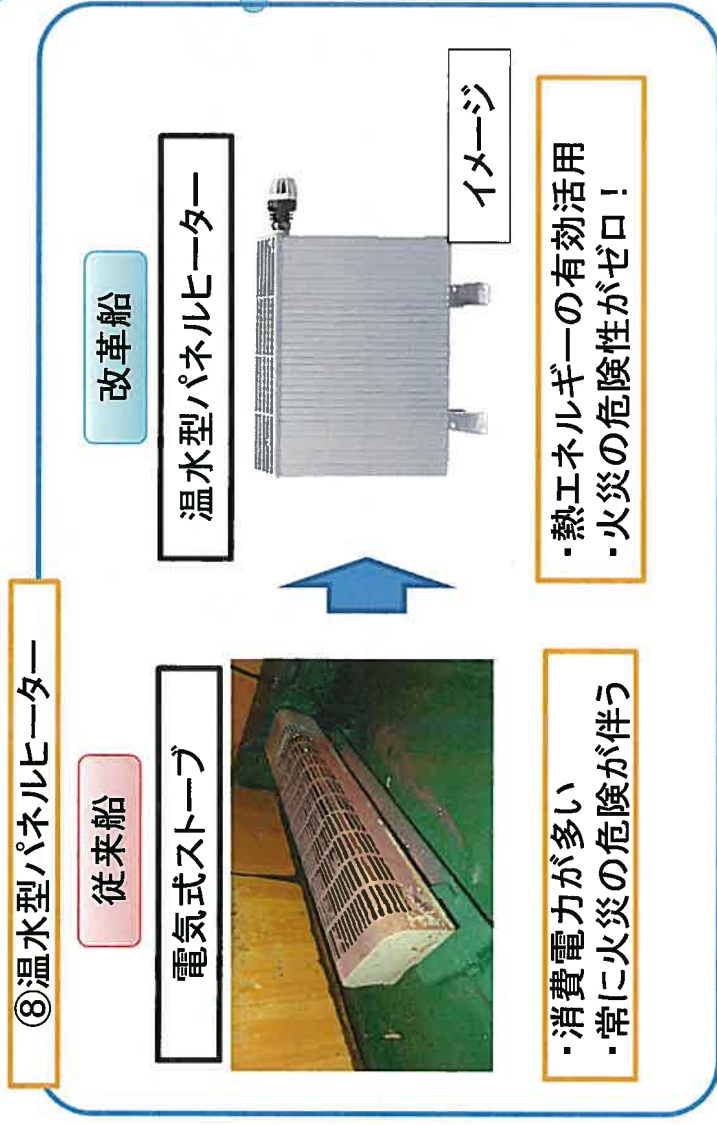 ⑧温水型パネルヒーター
従来船
電気式ストーブ
・消費電力が多い
・常に火災の危険が伴う
改革船
温水型パネルヒーター
イメージ
・熱エネルギーの有効活用
・火災の危険性がゼロ！